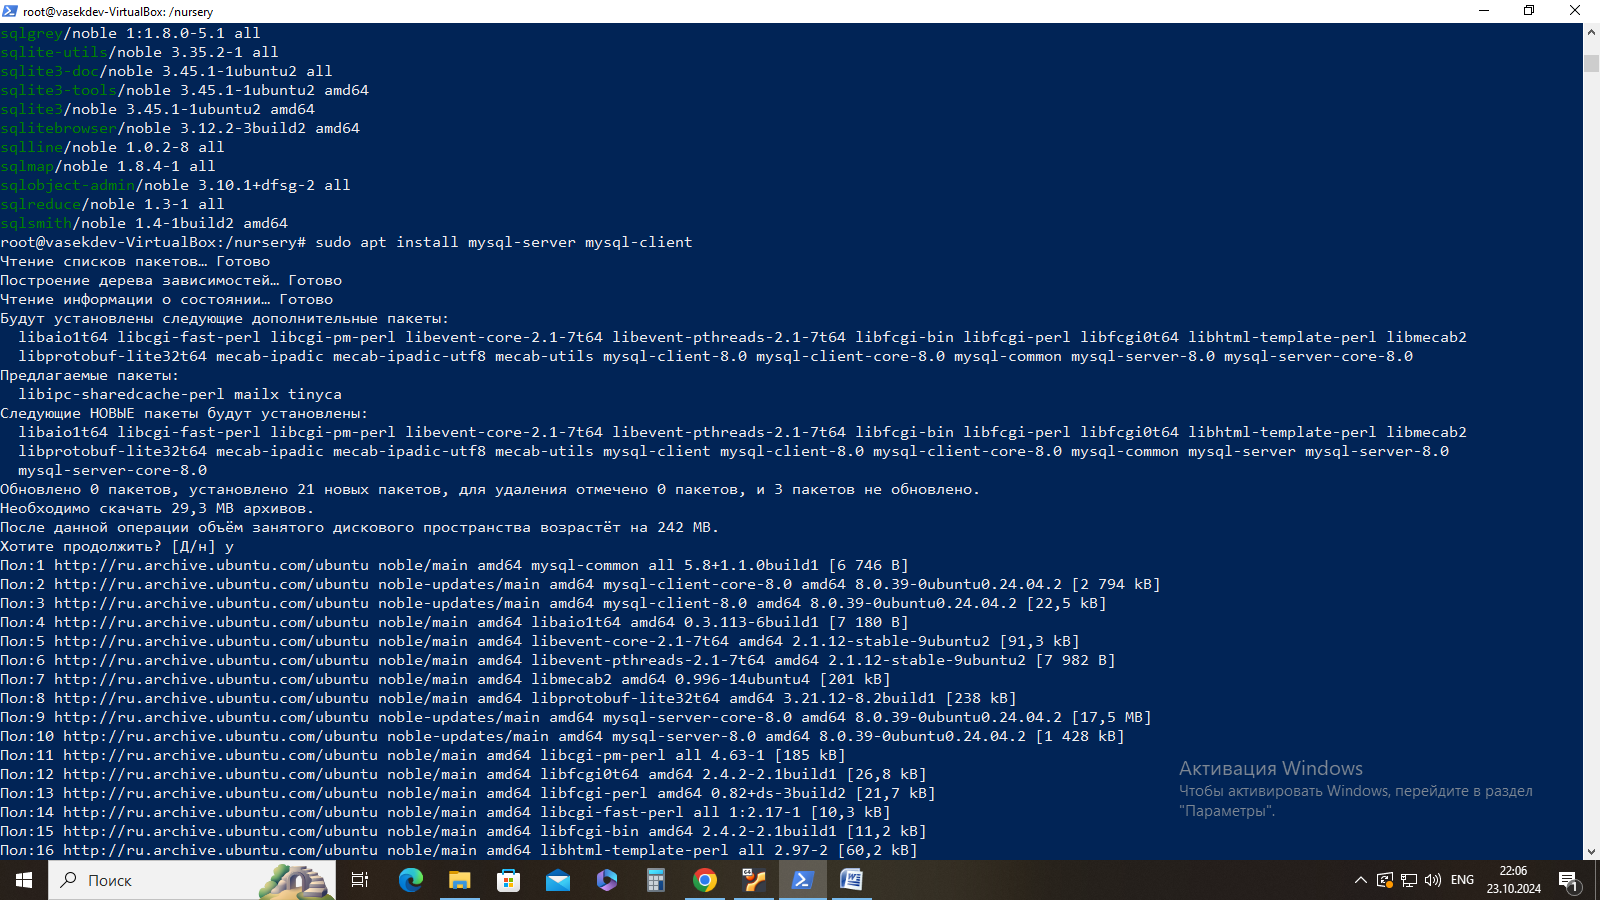 root@vasekdev-VirtualBox: /nursery
sqlgrey/noble 1:1.8.0-5.1 all
sqlite-utils/noble 3.35.2-1 all
sqlite3-doc/noble 3.45.1-1ubuntu2 all
sqlite3-tools/noble 3.45.1-1ubuntu2 amd64
sqlite3/noble 3.45.1-1ubuntu2 amd64
sqlitebrowser/noble 3.12.2-3build2 amd64
sqlline/noble 1.0.2-8 all
sqlmap/noble 1.8.4-1 all
sqlobject-admin/noble 3.10.1+dfsg-2 all
sqlreduce/noble 1.3-1 all
sqlsmith/noble 1.4-1build2 amd64
root@vasekdev-VirtualBox:/nursery# sudo apt install mysql-server mysql-client
Чтение списков пакетов… Готово
Построение дерева зависимостей… Готово
Чтение информации о состоянии… Готово
Будут установлены следующие дополнительные пакеты:
libaio1t64 libcgi-fast-perl libcgi-pm-perl libevent-core-2.1-7t64 libevent-pthreads-2.1-7t64 libfcgi-bin libfcgi-perl libfcgi0t64 libhtml-template-perl libmecab2
libprotobuf-lite32t64 mecab-ipadic mecab-ipadic-utf8 mecab-utils mysql-client-8.0 mysql-client-core-8.0 mysql-common mysql-server-8.0 mysql-server-core-8.0
Предлагаемые пакеты:
libipc-sharedcache-perl mailx tinyca
Следующие НОВЫЕ пакеты будут установлены:
libaio1t64 libcgi-fast-perl libcgi-pm-perl libevent-core-2.1-7t64 libevent-pthreads-2.1-7t64 libfcgi-bin libfcgi-perl libfcgi0t64 libhtml-template-perl libmecab2
libprotobuf-lite32t64 mecab-ipadic mecab-ipadic-utf8 mecab-utils mysql-client mysql-client-8.0 mysql-client-core-8.0 mysql-common mysql-server mysql-server-8.0
mysql-server-core-8.0
Обновлено 0 пакетов, установлено 21 новых пакетов, для удаления отмечено 0 пакетов, и 3 пакетов не обновлено.
Необходимо скачать 29,3 MB архивов.
После данной операции объём занятого дискового пространства возрастёт на 242 MB.
Хотите продолжить? [Д/н] y
Пол:1 http://ru.archive.ubuntu.com/ubuntu noble/main amd64 mysql-common all 5.8+1.1.0build1 [6 746 B]
Пол:2 http://ru.archive.ubuntu.com/ubuntu noble-updates/main amd64 mysql-client-core-8.0 amd64 8.0.39-0ubuntu0.24.04.2 [2 794 kB]
Пол:3 http://ru.archive.ubuntu.com/ubuntu noble-updates/main amd64 mysql-client-8.0 amd64 8.0.39-0ubuntu0.24.04.2 [22,5 kB]
Пол:4 http://ru.archive.ubuntu.com/ubuntu noble/main amd64 libaio1t64 amd64 0.3.113-6build1 [7 180 B]
Пол:5 http://ru.archive.ubuntu.com/ubuntu noble/main amd64 libevent-core-2.1-7t64 amd64 2.1.12-stable-9ubuntu2 [91,3 kB]
Пол:6 http://ru.archive.ubuntu.com/ubuntu noble/main amd64 libevent-pthreads-2.1-7t64 amd64 2.1.12-stable-9ubuntu2 [7 982 B]
Пол:7 http://ru.archive.ubuntu.com/ubuntu noble/main amd64 libmecab2 amd64 0.996-14ubuntu4 [201 kB]
Пол:8 http://ru.archive.ubuntu.com/ubuntu noble/main amd64 libprotobuf-lite32t64 amd64 3.21.12-8.2build1 [238 kB]
Пол:9 http://ru.archive.ubuntu.com/ubuntu noble-updates/main amd64 mysql-server-core-8.0 amd64 8.0.39-0ubuntu0.24.04.2 [17,5 MB]
Пол:10 http://ru.archive.ubuntu.com/ubuntu noble-updates/main amd64 mysql-server-8.0 amd64 8.0.39-0ubuntu0.24.04.2 [1 428 kB]
Пол:11 http://ru.archive.ubuntu.com/ubuntu noble/main amd64 libcgi-pm-perl all 4.63-1 [185 kB]
Пол:12 http://ru.archive.ubuntu.com/ubuntu noble/main amd64 libfcgi0t64 amd64 2.4.2-2.1build1 [26,8 kB]
Пол:13 http://ru.archive.ubuntu.com/ubuntu noble/main amd64 libfcgi-perl amd64 0.82+ds-3build2 [21,7 kB]
Пол:14 http://ru.archive.ubuntu.com/ubuntu noble/main amd64 libcgi-fast-perl all 1:2.17-1 [10,3 kB]
Пол:15 http://ru.archive.ubuntu.com/ubuntu noble/main amd64 libfcgi-bin amd64 2.4.2-2.1build1 [11,2 kB]
Пол:16 http://ru.archive.ubuntu.com/ubuntu noble/main amd64 libhtml-template-perl all 2.97-2 [60,2 kB]
Активация Windows
Чтобы активировать Windows, перейдите в раздел
"Параметры".
Поиск
ENG
22:06
23.10.2024
1